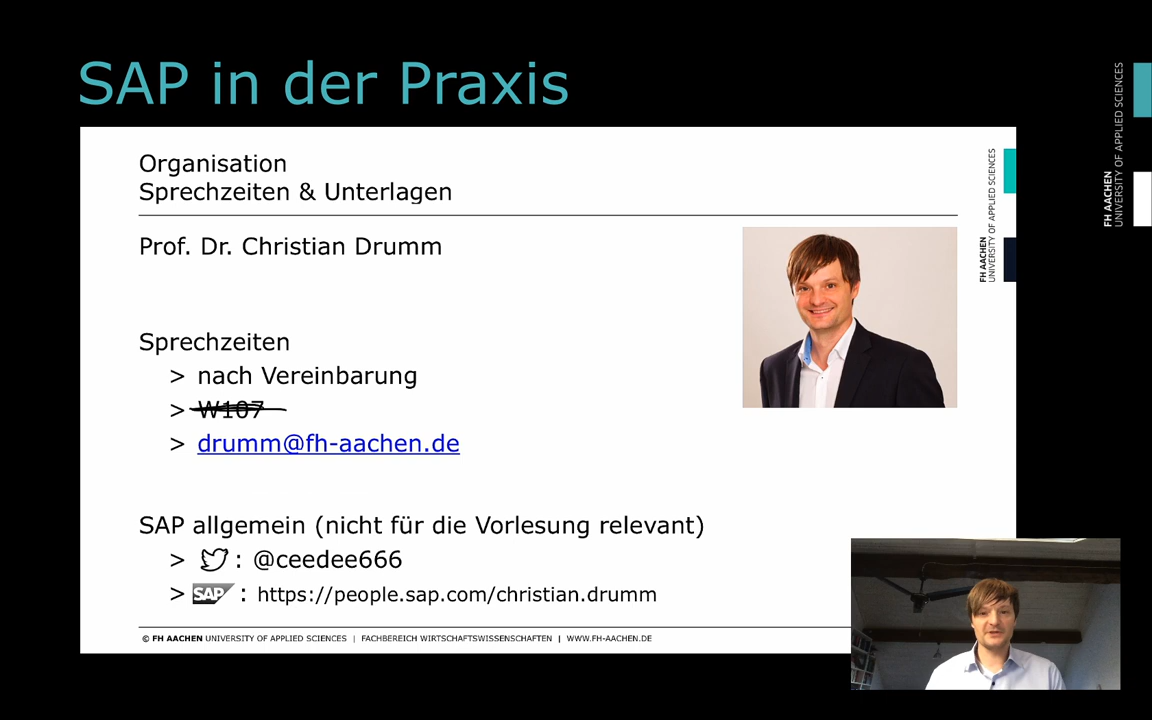 SAP in der Praxis
FH AACHEN
UNIVERSITY OF APPLIED SCIENCES
Organisation
Sprechzeiten & Unterlagen
FH AACHEN
UNIVERSITY OF APPLIED SCIENCES
Prof. Dr. Christian Drumm
Sprechzeiten
> nach Vereinbarung
> W107
> drumm@fh-aachen.de
SAP allgemein (nicht für die Vorlesung relevant)
> : @ceedee666
> SAP : https://people.sap.com/christian.drumm
© FH AACHEN UNIVERSITY OF APPLIED SCIENCES | FACHBEREICH WIRTSCHAFTSWISSENSCHAFTEN | WWW.FH-AACHEN.DE